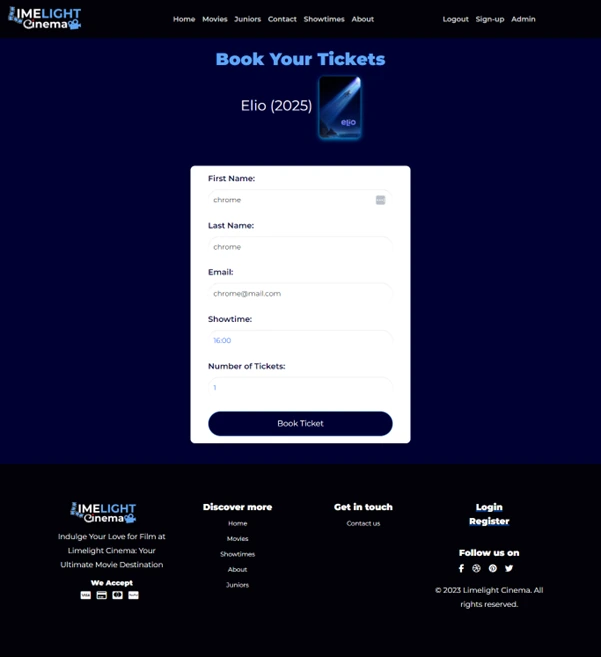 LIMELIGHT
Cinema
Home Movies Juniors Contact Showtimes About
Logout Sign-up Admin
Book Your Tickets
Elio (2025)
elio
First Name:
chrome
Last Name:
chrome
Email:
chrome@mail.com
Showtime:
16:00
Number of Tickets:
1
Book Ticket
LIMELIGHT
Cinema
Indulge Your Love for Film at
Limelight Cinema: Your
Ultimate Movie Destination
We Accept
VISA
Discover more
Home
Movies
Showtimes
About
Juniors
Get in touch
Contact us
Login
Register
Follow us on
© 2023 Limelight Cinema. All
rights reserved.